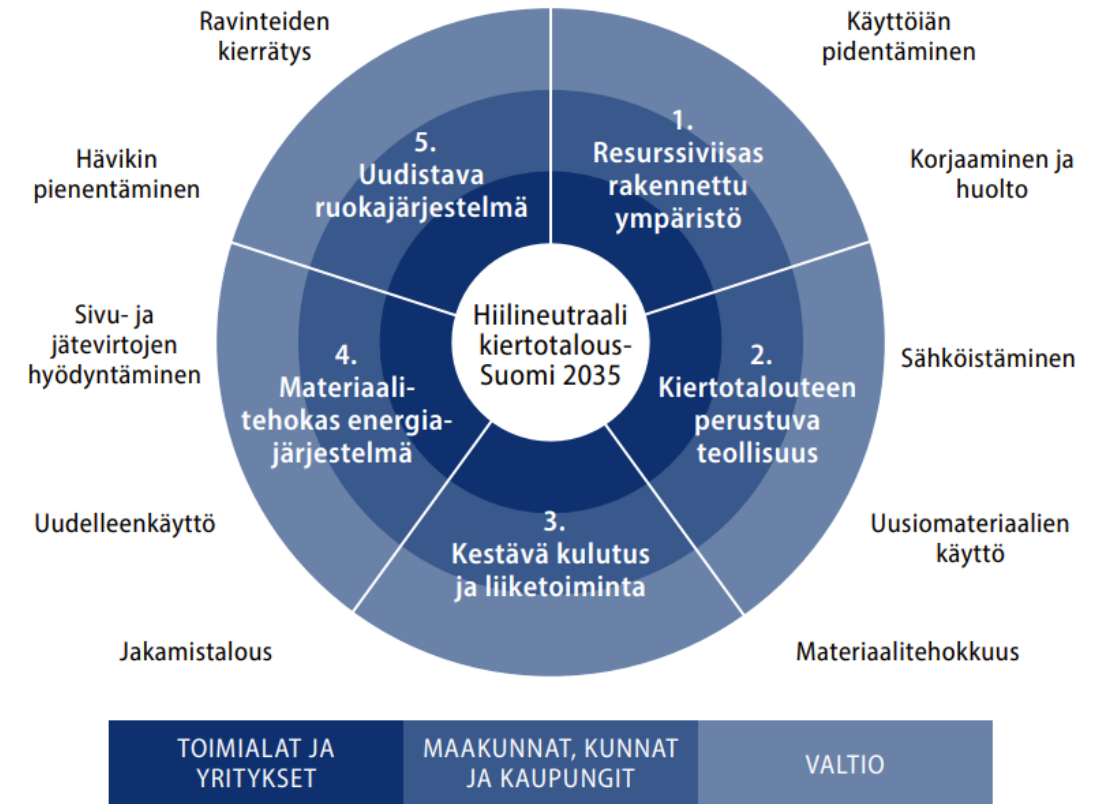 Ravinteiden
kierrätys
Käyttöiän
pidentäminen
Hävikin
pienentäminen
Korjaaminen ja
huolto
5.
Uudistava
ruokajärjestelmä
1.
Resurssiviisas
rakennettu
ympäristö
Sivu- ja
jätevirtojen
hyödyntäminen
Hiilineutraali
kiertotalous-
Suomi 2035
Sähköistäminen
4.
Materiaali-
tehokas energia-
järjestelmä
2.
Kiertotalouteen
perustuva
teollisuus
Uudelleenkäyttö
3.
Kestävä kulutus
ja liiketoiminta
Uusiomateriaalien
käyttö
Jakamistalous
Materiaalitehokkuus
TOIMIALAT JA
YRITYKSET
MAAKUNNAT, KUNNAT
JA KAUPUNGIT
VALTIO